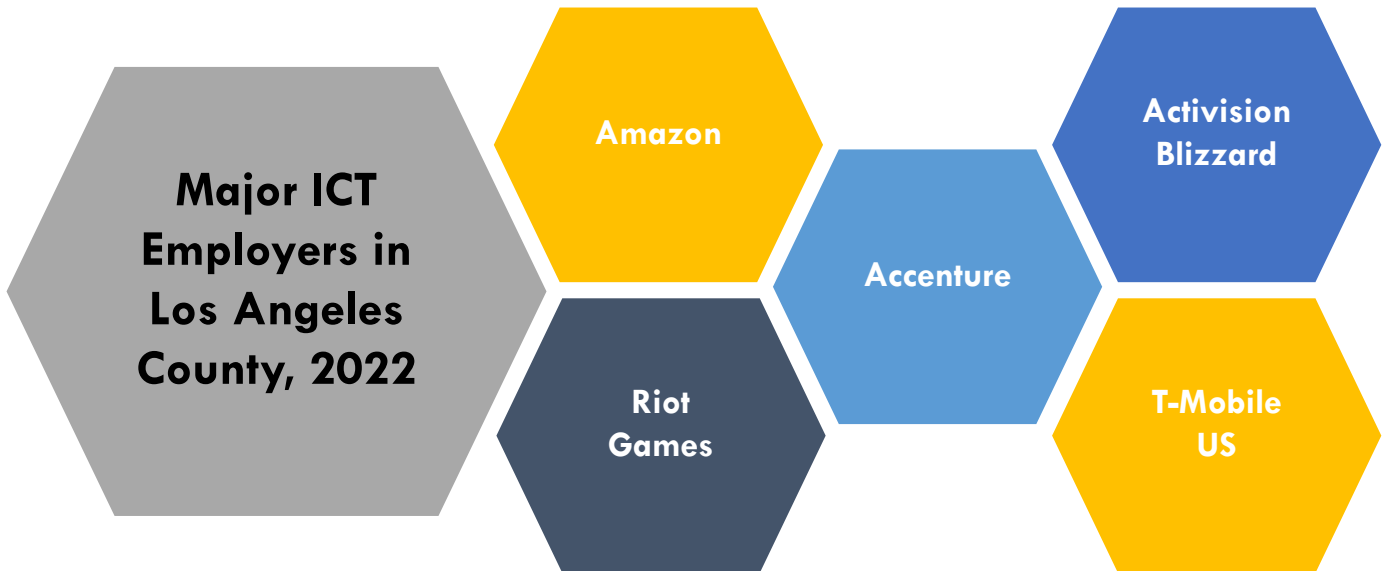 Major ICT
Employers in
Los Angeles
County, 2022
Amazon
Riot
Games
Accenture
Activision
Blizzard
T-Mobile
US